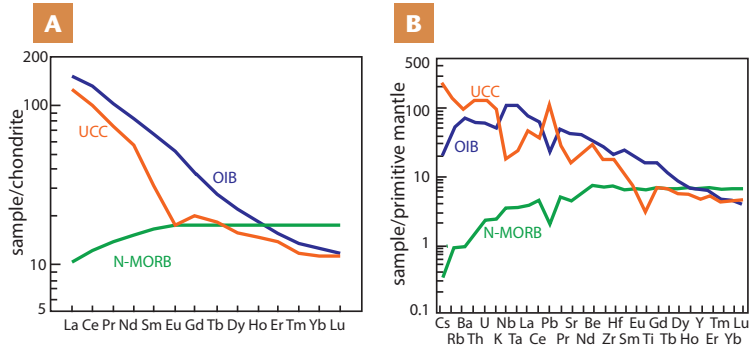 A
sample/chondrite
200
100
10
5
UCC
OIB
N-MORB
La Ce Pr Nd Sm Eu Gd Tb Dy Ho Er Tm Yb Lu
B
sample/primitive mantle
500
100
10
1
0.1
UCC
OIB
N-MORB
Cs Ba U Nb La Pb Sr Be Hf Eu Gd Dy Y Tm Lu
Rb Th K Ta Ce Pr Nd Zr Sm Ti Tb Ho Er Yb